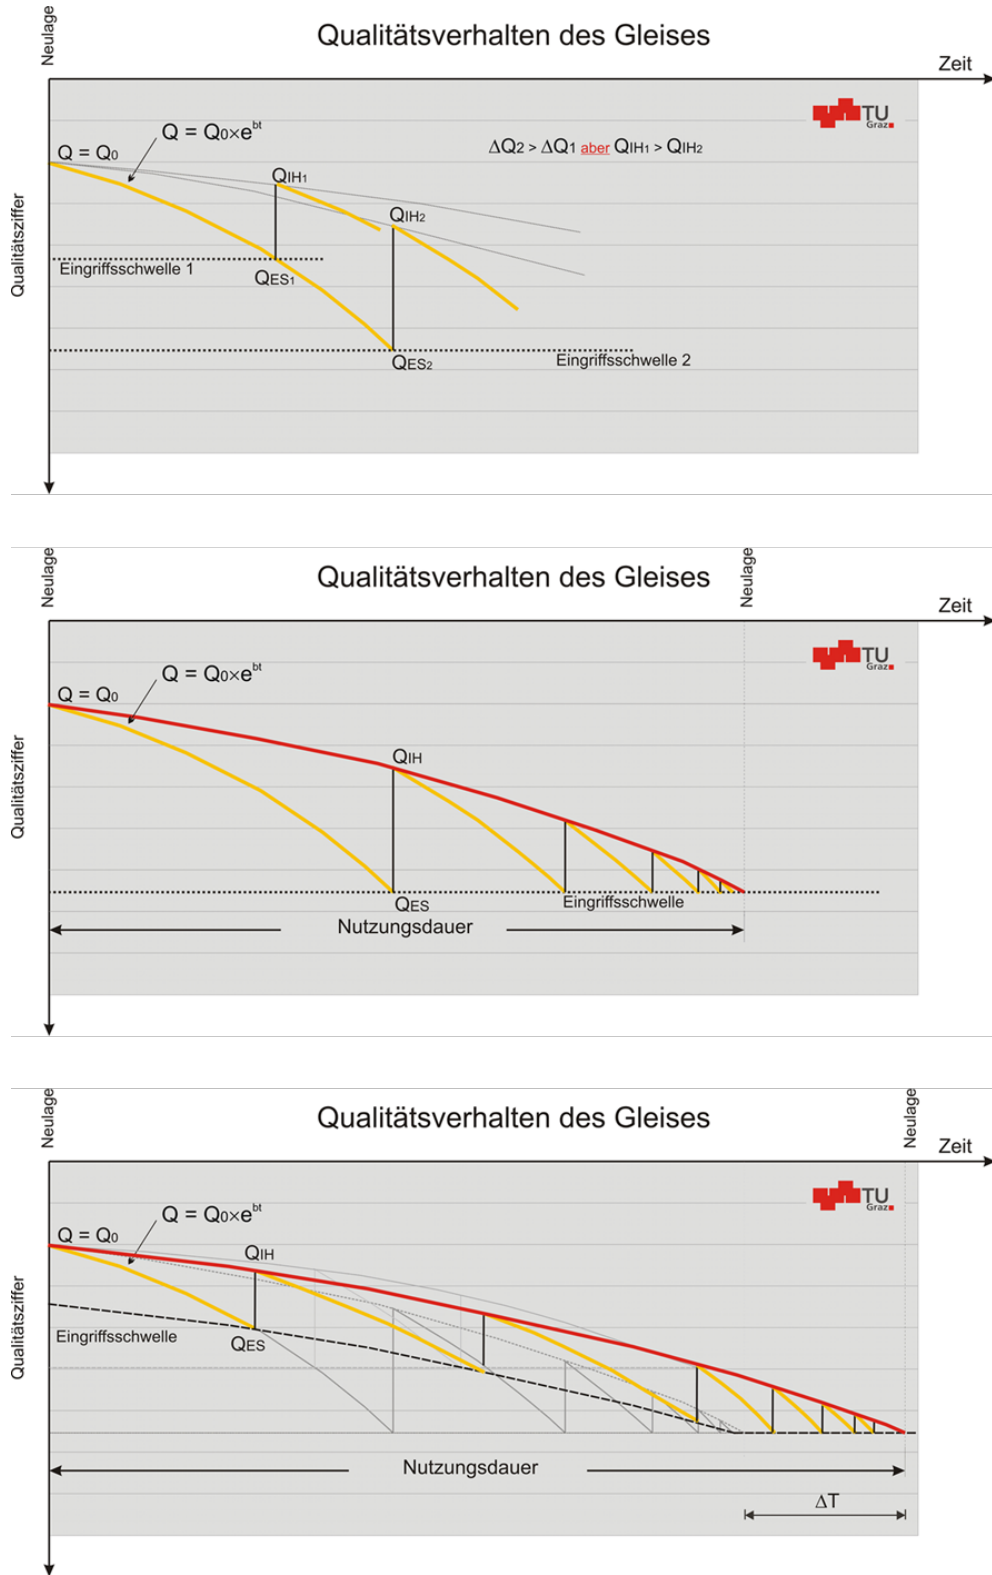 Neulage
Qualitätsverhalten des Gleises
Zeit
TU
Graz
Q = Q0×e^bt
Q = Q0
ΔQ2 > ΔQ1 aber QIH1 > QIH2
QIH1
QIH2
Qualitätsziffer
Eingriffsschwelle 1
QES1
QES2
Eingriffsschwelle 2
Neulage
Qualitätsverhalten des Gleises
Neulage
Zeit
TU
Graz
Q = Q0×e^bt
Q = Q0
QIH
Qualitätsziffer
QES
Eingriffsschwelle
Nutzungsdauer
Neulage
Qualitätsverhalten des Gleises
Neulage
Zeit
TU
Graz
Q = Q0×e^bt
Q = Q0
QIH
Qualitätsziffer
Eingriffsschwelle
QES
Nutzungsdauer
ΔT